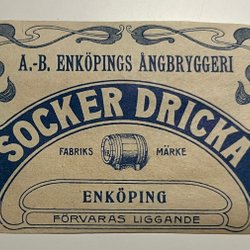 A.-B. ENKÖPINGS ÅNGBRYGGERI
SOCKER DRICKA
FABRIKS MÄRKE
ENKÖPING
FÖRVARAS LIGGANDE